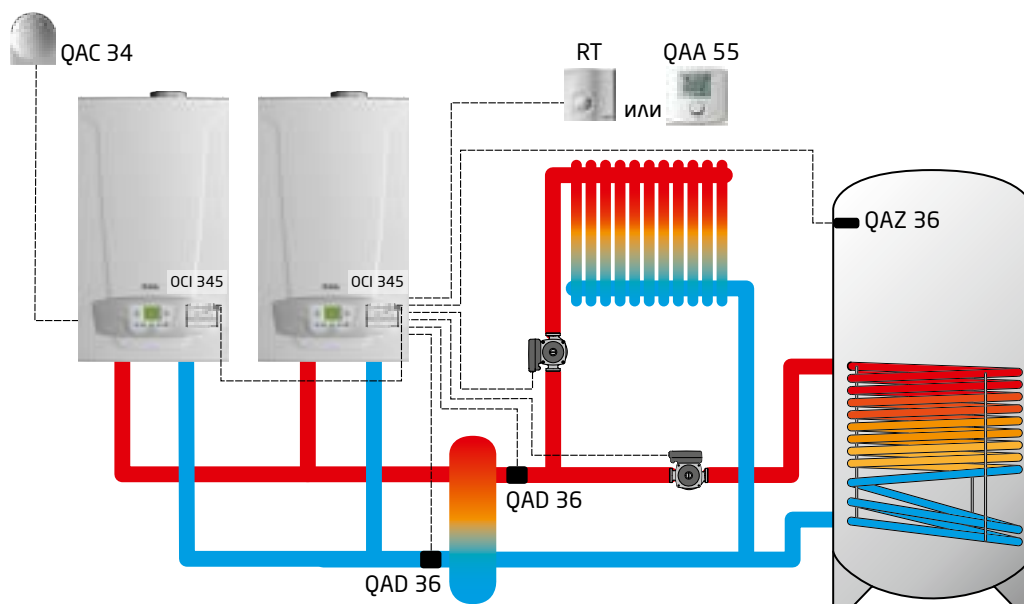 QAC 34
RT
QAA 55
или
QAZ 36
OCI 345
OCI 345
QAD 36
QAD 36